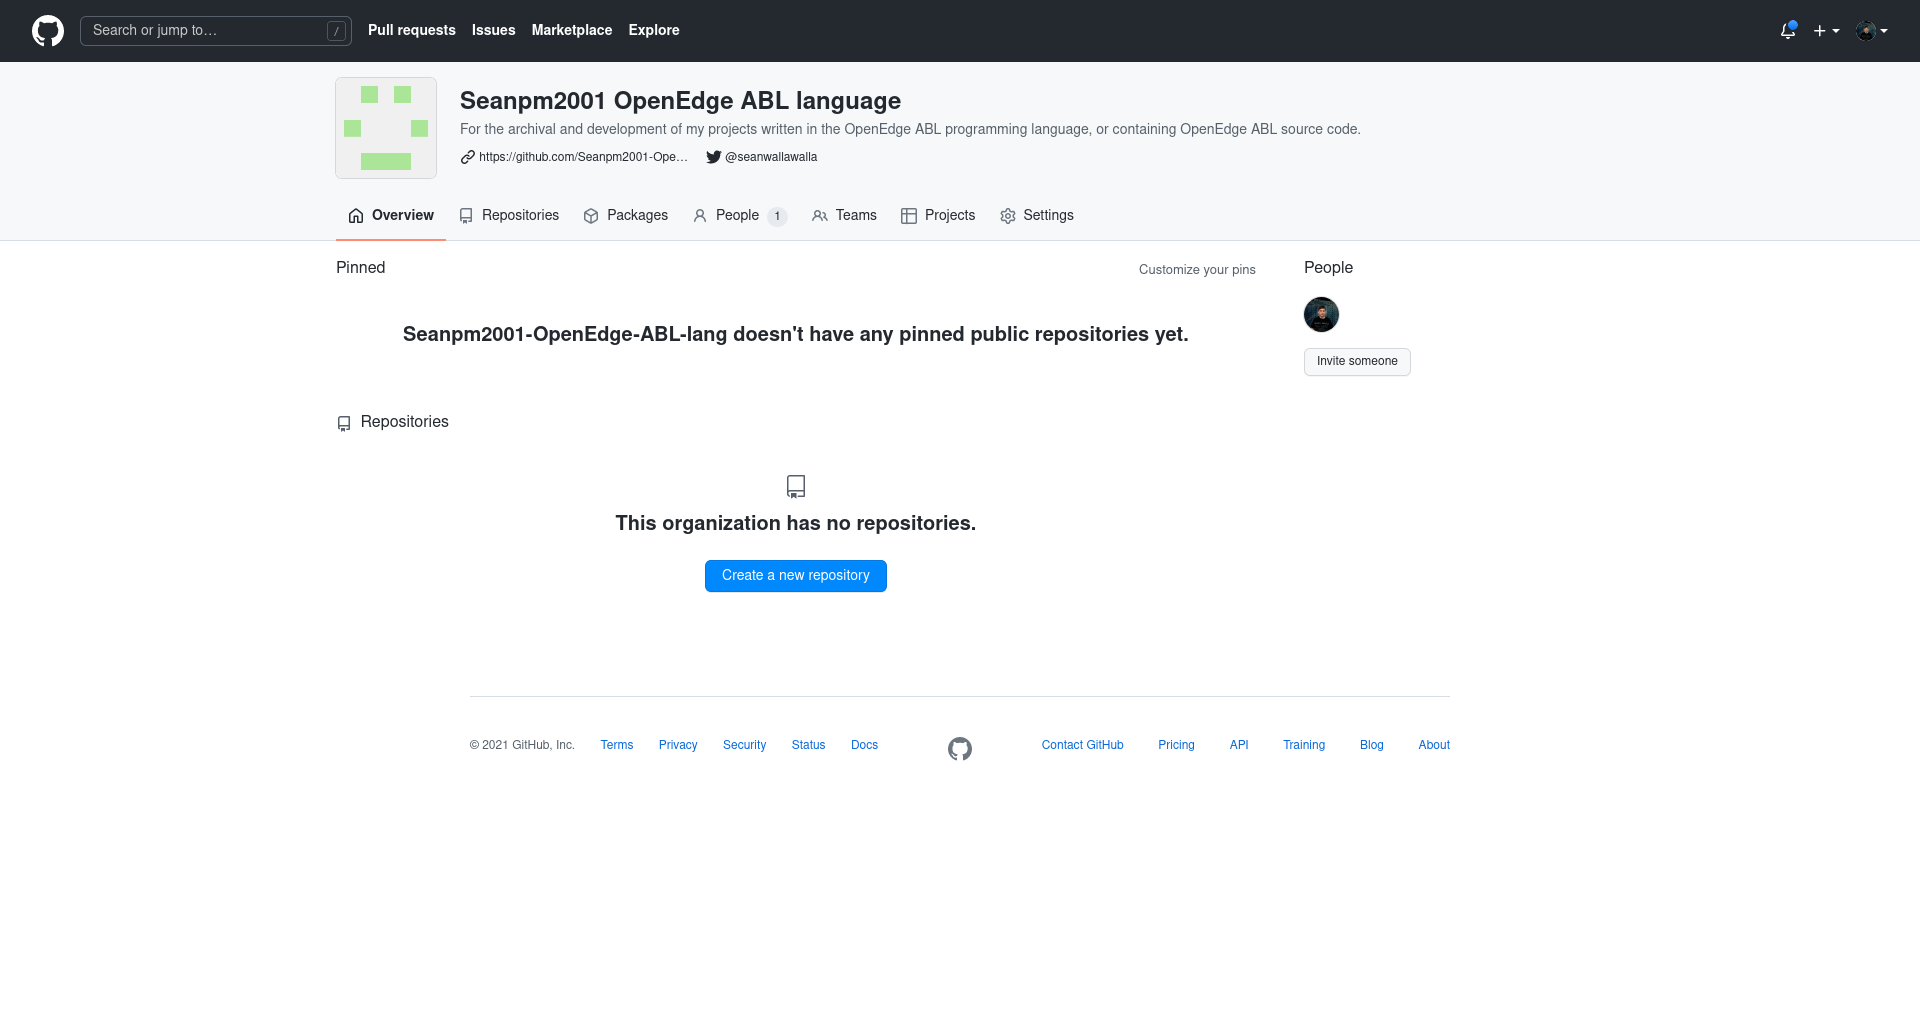 Search or jump to… /
Pull requests Issues Marketplace Explore
Seanpm2001 OpenEdge ABL language
For the archival and development of my projects written in the OpenEdge ABL programming language, or containing OpenEdge ABL source code.
https://github.com/Seanpm2001-Ope… @seanwallawalla
Overview Repositories Packages People 1 Teams Projects Settings
Pinned Customize your pins
Seanpm2001-OpenEdge-ABL-lang doesn't have any pinned public repositories yet.
People
Invite someone
Repositories
This organization has no repositories.
Create a new repository
© 2021 GitHub, Inc. Terms Privacy Security Status Docs Contact GitHub Pricing API Training Blog About